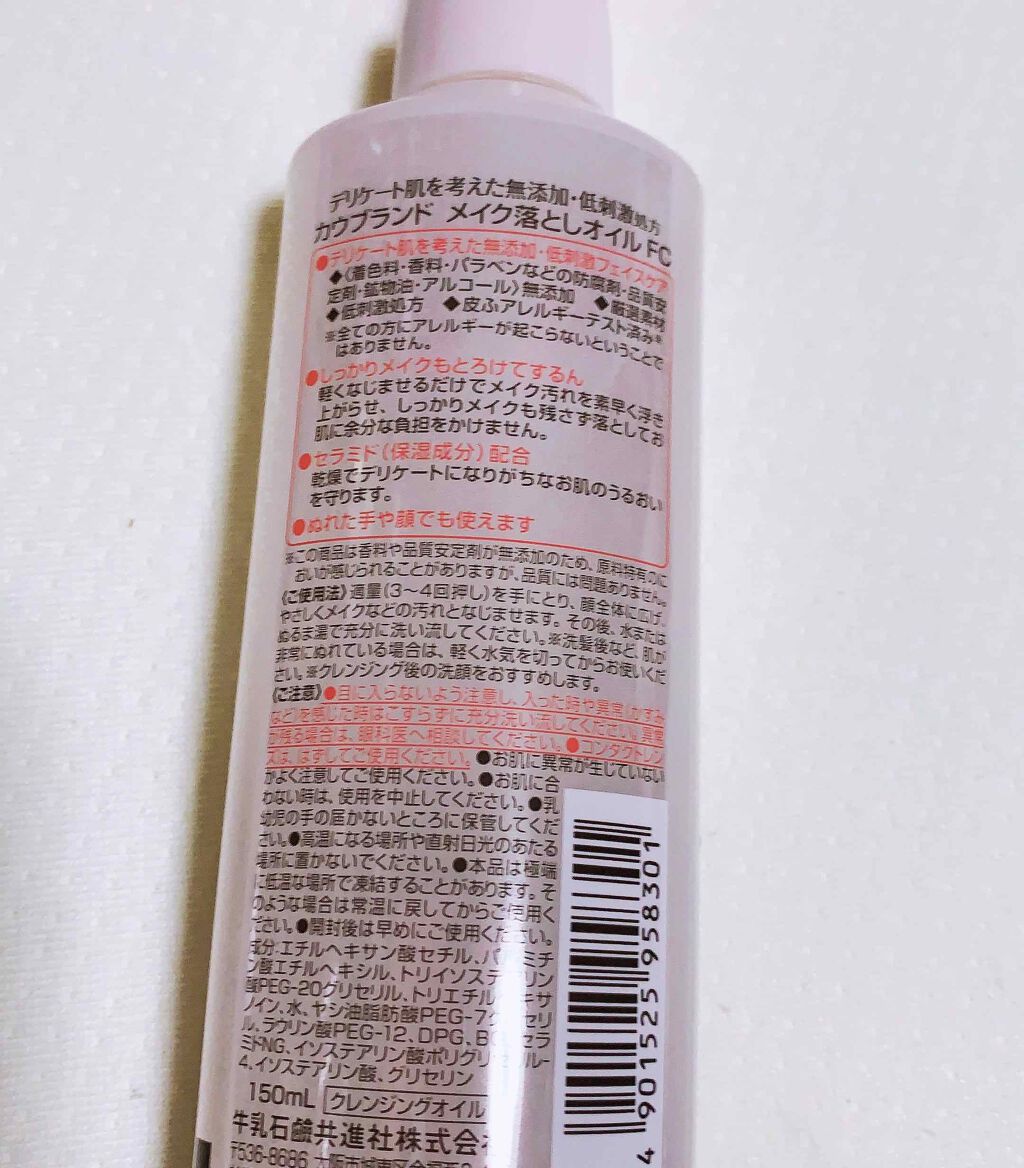 デリケート肌を考えた無添加・低刺激処方
カウブランド メイク落としオイル FC
●デリケート肌を考えた無添加・低刺激フェイスケア
◆〈着色料・香料・パラベンなどの防腐剤・品質安
定剤・鉱物油・アルコール〉無添加 ◆厳選素材
◆低刺激処方 ◆皮ふアレルギーテスト済み※
※全ての方にアレルギーが起こらないということで
はありません。
●しっかりメイクもとろけてするん
軽くなじませるだけでメイク汚れを素早く浮き
上がらせ、しっかりメイクも残さず落としてお
肌に余分な負担をかけません。
●セラミド(保湿成分)配合
乾燥でデリケートになりがちなお肌のうるおい
を守ります。
●ぬれた手や顔でも使えます
※この商品は香料や品質安定剤が無添加のため、原料特有のに
おいが感じられることがありますが、品質には問題ありません。
《ご使用法》適量(3〜4回押し)を手にとり、顔全体に広げ、
やさしくメイクなどの汚れとなじませます。その後、水または
ぬるま湯で充分に洗い流してください。※洗髪後など、肌が
非常にぬれている場合は、軽く水気を切ってからお使いくだ
さい。※クレンジング後の洗顔をおすすめします。
《ご注意》●目に入らないよう注意し、入った時や異常(かすみ
など)を感じた時はこすらずに充分洗い流してください。異常
が残る場合は、眼科医へ相談してください。●コンタクトレン
ズは、はずしてご使用ください。●お肌に異常が生じていない
かよく注意してご使用ください。●お肌に合
わない時は、使用を中止してください。●乳
幼児の手の届かないところに保管してくだ
さい。●高温になる場所や直射日光のあたる
場所に置かないでください。●本品は極端
に低温な場所で凍結することがあります。そ
のような場合は常温に戻してからご使用く
ださい。●開封後は早めにご使用ください。
成分:エチルヘキサン酸セチル、パルミチ
ン酸エチルヘキシル、トリイソステアリン
酸PEG-20グリセリル、トリエチルヘキサ
ノイン、水、ヤシ油脂肪酸PEG-7グリセリ
ル、ラウリン酸PEG-12、DPG、BG、セラ
ミドNG、イソステアリン酸ポリグリセリル-
4、イソステアリン酸、グリセリン
150mL クレンジングオイル
牛乳石鹸共進社株式会
〒536-8686
4 901525 958301